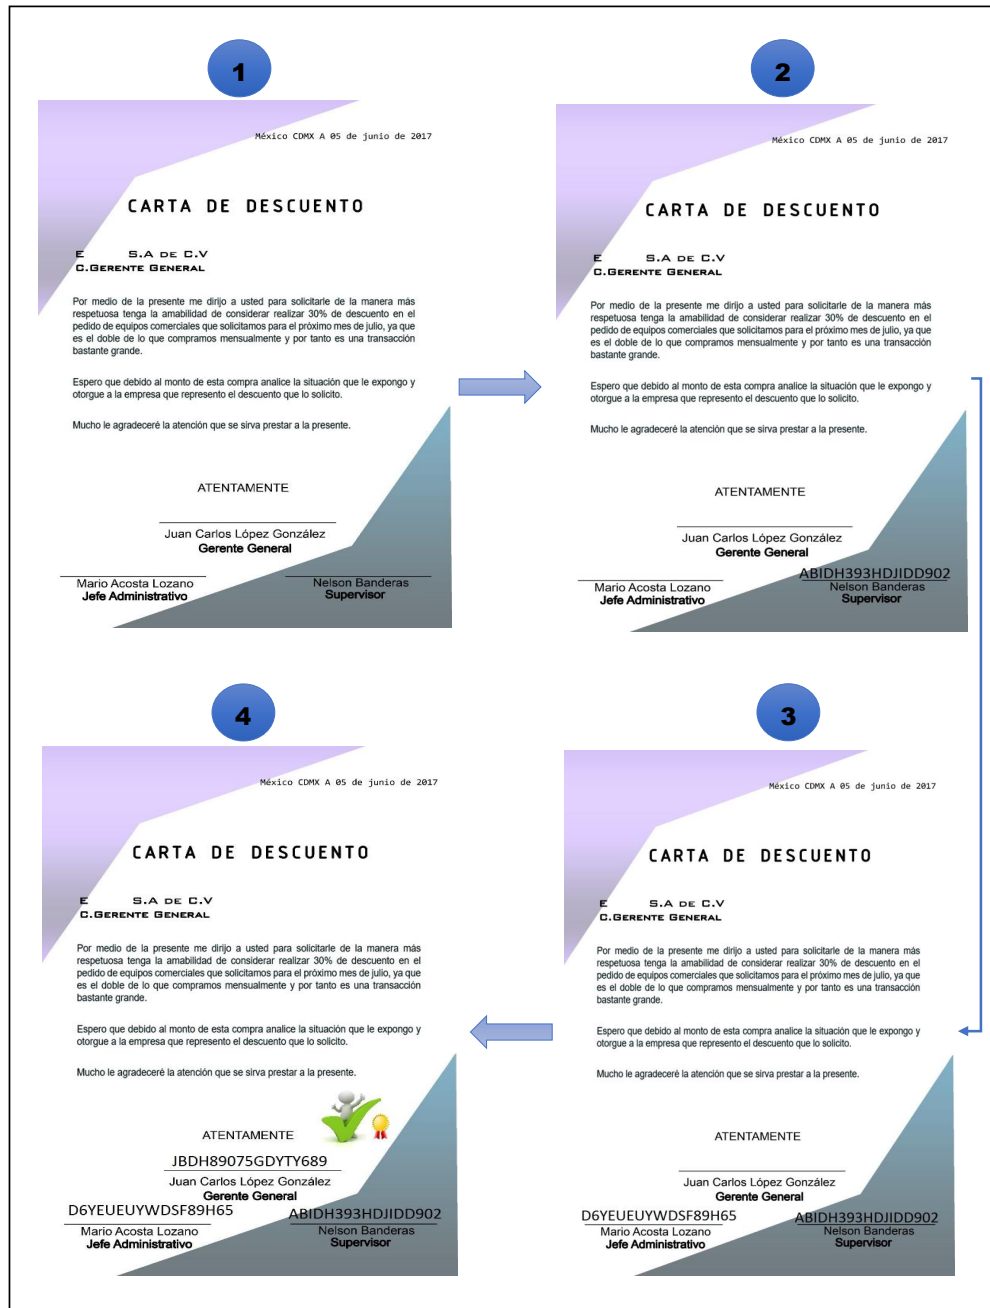 1
México CDMX A 05 de junio de 2017
CARTA DE DESCUENTO
E S.A DE C.V
C.GERENTE GENERAL
Por medio de la presente me dirijo a usted para solicitarle de la manera más
respetuosa tenga la amabilidad de considerar realizar 30% de descuento en el
pedido de equipos comerciales que solicitamos para el próximo mes de julio, ya que
es el doble de lo que compramos mensualmente y por tanto es una transacción
bastante grande.
Espero que debido al monto de esta compra analice la situación que le expongo y
otorgue a la empresa que represento el descuento que lo solicito.
Mucho le agradeceré la atención que se sirva prestar a la presente.
ATENTAMENTE
Juan Carlos López González
Gerente General
Mario Acosta Lozano
Jefe Administrativo
Nelson Banderas
Supervisor
2
México CDMX A 05 de junio de 2017
CARTA DE DESCUENTO
E S.A DE C.V
C.GERENTE GENERAL
Por medio de la presente me dirijo a usted para solicitarle de la manera más
respetuosa tenga la amabilidad de considerar realizar 30% de descuento en el
pedido de equipos comerciales que solicitamos para el próximo mes de julio, ya que
es el doble de lo que compramos mensualmente y por tanto es una transacción
bastante grande.
Espero que debido al monto de esta compra analice la situación que le expongo y
otorgue a la empresa que represento el descuento que lo solicito.
Mucho le agradeceré la atención que se sirva prestar a la presente.
ATENTAMENTE
Juan Carlos López González
Gerente General
Mario Acosta Lozano
Jefe Administrativo
ABIDH393HDJIDD902
Nelson Banderas
Supervisor
3
México CDMX A 05 de junio de 2017
CARTA DE DESCUENTO
E S.A DE C.V
C.GERENTE GENERAL
Por medio de la presente me dirijo a usted para solicitarle de la manera más
respetuosa tenga la amabilidad de considerar realizar 30% de descuento en el
pedido de equipos comerciales que solicitamos para el próximo mes de julio, ya que
es el doble de lo que compramos mensualmente y por tanto es una transacción
bastante grande.
Espero que debido al monto de esta compra analice la situación que le expongo y
otorgue a la empresa que represento el descuento que lo solicito.
Mucho le agradeceré la atención que se sirva prestar a la presente.
ATENTAMENTE
Juan Carlos López González
Gerente General
D6YEUEUYWDSF89H65
Mario Acosta Lozano
Jefe Administrativo
ABIDH393HDJIDD902
Nelson Banderas
Supervisor
4
México CDMX A 05 de junio de 2017
CARTA DE DESCUENTO
E S.A DE C.V
C.GERENTE GENERAL
Por medio de la presente me dirijo a usted para solicitarle de la manera más
respetuosa tenga la amabilidad de considerar realizar 30% de descuento en el
pedido de equipos comerciales que solicitamos para el próximo mes de julio, ya que
es el doble de lo que compramos mensualmente y por tanto es una transacción
bastante grande.
Espero que debido al monto de esta compra analice la situación que le expongo y
otorgue a la empresa que represento el descuento que lo solicito.
Mucho le agradeceré la atención que se sirva prestar a la presente.
ATENTAMENTE
JBDH89075GDYTY689
Juan Carlos López González
Gerente General
D6YEUEUYWDSF89H65
Mario Acosta Lozano
Jefe Administrativo
ABIDH393HDJIDD902
Nelson Banderas
Supervisor